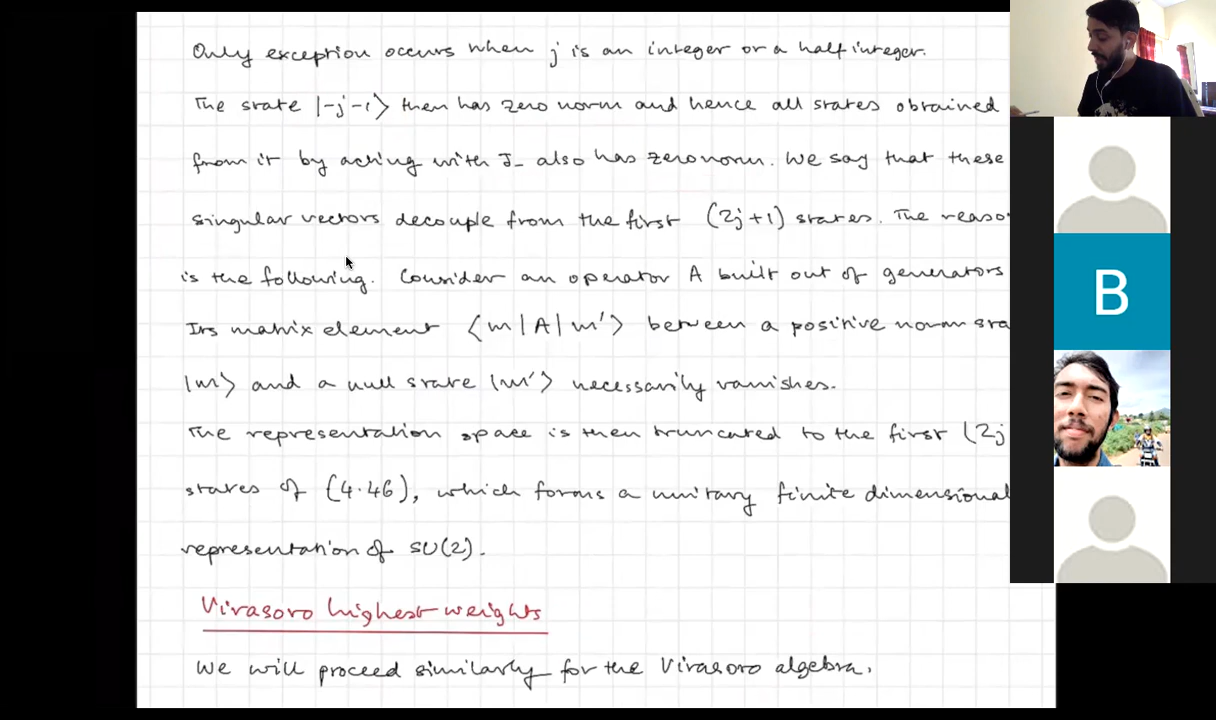 Only exception occurs when j is an integer or a half integer.
The state |-j-1⟩ then has zero norm and hence all states obtained
from it by acting with J_ also has zero norm. We say that these
singular vectors decouple from the first (2j+1) states. The reaso
is the following. Consider an operator A built out of generators
Its matrix element ⟨m|A|m'⟩ between a positive norm sta
|m⟩ and a null state |m'⟩ necessarily vanishes.
The representation space is then truncated to the first (2j
states of (4.46), which forms a unitary finite dimensional
representation of SU(2).
Virasoro highest weights
We will proceed similarly for the Virasoro algebra.
B